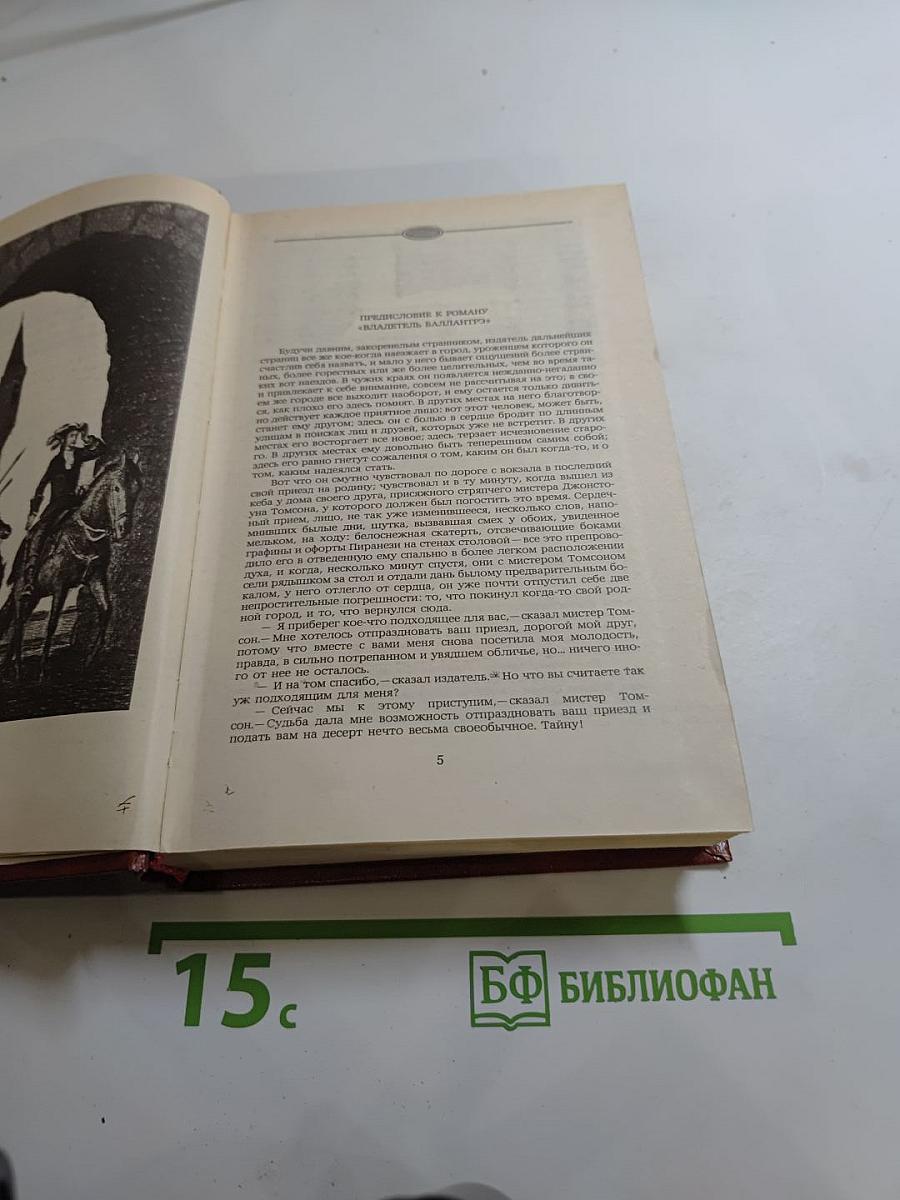 ПРЕДИСЛОВИЕ К РОМАНУ
«ВЛАДЕТЕЛЬ БАЛЛАНТРЭ»
Будучи давним, закоренелым странником, издатель дальнейших
страниц все же кое-когда наезжает в город, уроженцем которого он
счастлив себя назвать, и мало у него бывает ощущений более стран-
ных, более горестных или же более целительных, чем во время та-
ких вот наездов. В чужих краях он появляется нежданно-негаданно
и привлекает к себе внимание, совсем не рассчитывая на это; в сво-
ем же городе все выходит наоборот, и ему остается только дивить-
ся, как плохо его здесь помнят. В других местах на него благотвор-
но действует каждое приятное лицо: вот этот человек, может быть,
станет ему другом; здесь он с болью в сердце бродит по длинным
улицам в поисках лиц и друзей, которых уже не встретит. В других
местах его восторгает все новое; здесь терзает исчезновение старо-
го. В других местах ему довольно быть теперешним самим собой;
здесь его равно гнетут сожаления о том, каким он был когда-то, и о
том, каким надеялся стать.
Вот что он смутно чувствовал по дороге с вокзала в последний
свой приезд на родину; чувствовал и в ту минуту, когда вышел из
кеба у дома своего друга, присяжного стряпчего мистера Джонсто-
уна Томсона, у которого должен был погостить это время. Сердеч-
ный прием, лицо, не так уже изменившееся, несколько слов, напо-
мнивших былые дни, шутка, вызвавшая смех у обоих, увиденное
мельком, на ходу: белоснежная скатерть, отсвечивающие боками
графины и офорты Пиранези на стенах столовой — все это препрово-
дило его в отведенную ему спальню в более легком расположении
духа, и когда, несколько минут спустя, они с мистером Томсоном
сели рядышком за стол и отдали дань былому предварительным бо-
калом, у него отлегло от сердца, он уже почти отпустил себе две
непростительные погрешности: то, что покинул когда-то свой род-
ной город, и то, что вернулся сюда.
— Я приберег кое-что подходящее для вас,— сказал мистер Том-
сон.— Мне хотелось отпраздновать ваш приезд, дорогой мой друг,
потому что вместе с вами меня снова посетила моя молодость,
правда, в сильно потрепанном и увядшем обличье, но... ничего ино-
го от нее не осталось.
— И на том спасибо,— сказал издатель.— Но что вы считаете так
уж подходящим для меня?
— Сейчас мы к этому приступим,— сказал мистер Том-
сон.— Судьба дала мне возможность отпраздновать ваш приезд и
подать вам на десерт нечто весьма своеобычное. Тайну!
5
15 с
БФ БИБЛИОФАН